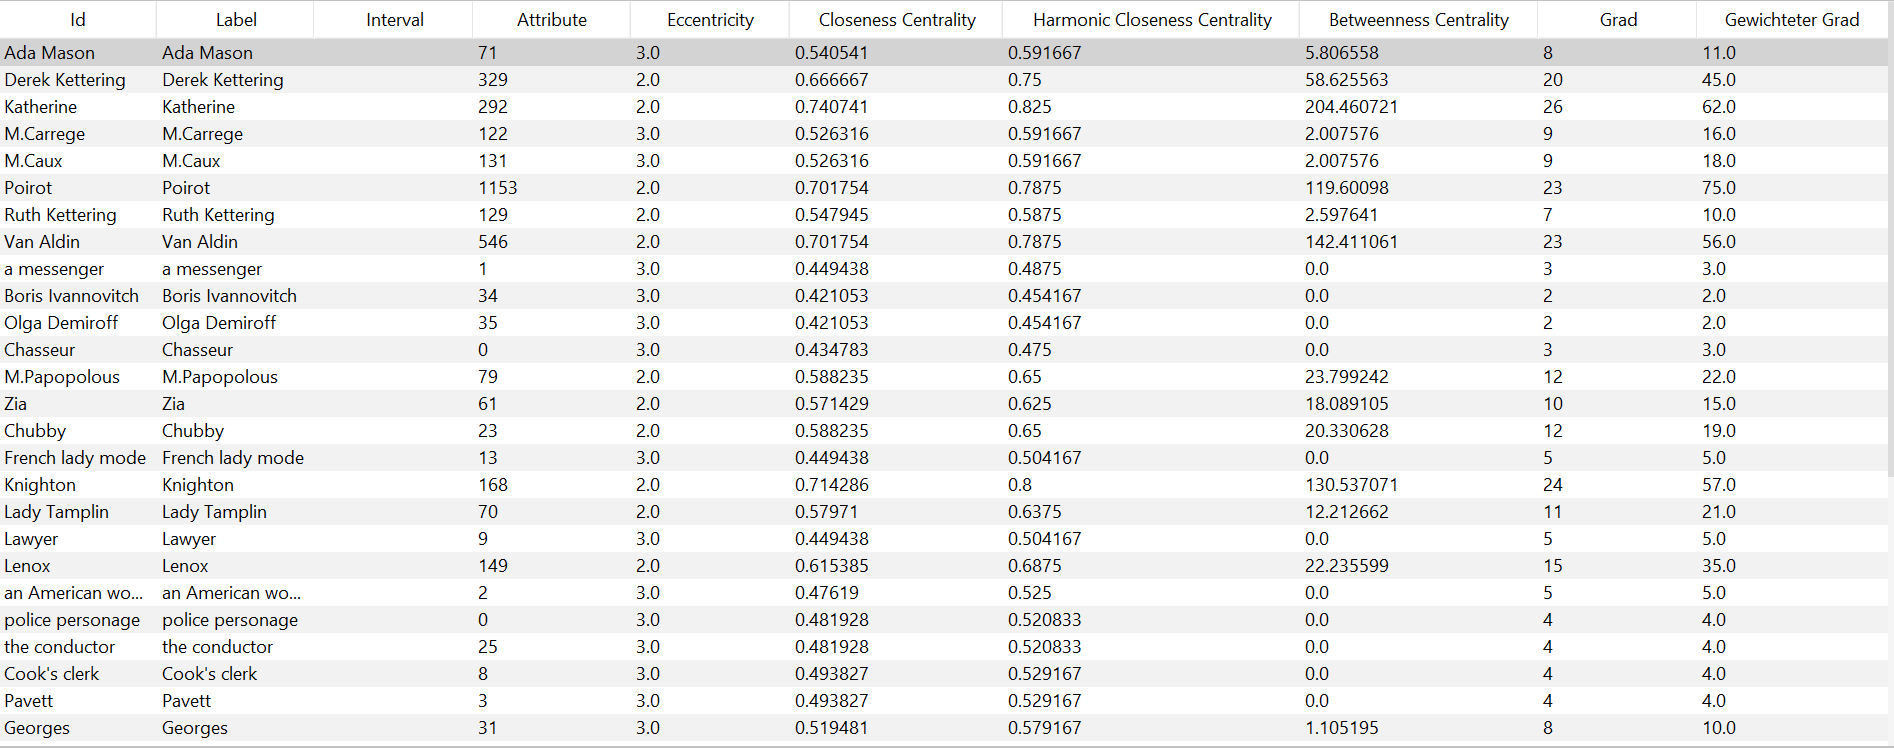 Id Label Interval Attribute Eccentricity Closeness Centrality Harmonic Closeness Centrality Betweenness Centrality Grad Gewichteter Grad
Ada Mason Ada Mason 71 3.0 0.540541 0.591667 5.806558 8 11.0
Derek Kettering Derek Kettering 329 2.0 0.666667 0.75 58.625563 20 45.0
Katherine Katherine 292 2.0 0.740741 0.825 204.460721 26 62.0
M.Carrege M.Carrege 122 3.0 0.526316 0.591667 2.007576 9 16.0
M.Caux M.Caux 131 3.0 0.526316 0.591667 2.007576 9 18.0
Poirot Poirot 1153 2.0 0.701754 0.7875 119.60098 23 75.0
Ruth Kettering Ruth Kettering 129 2.0 0.547945 0.5875 2.597641 7 10.0
Van Aldin Van Aldin 546 2.0 0.701754 0.7875 142.411061 23 56.0
a messenger a messenger 1 3.0 0.449438 0.4875 0.0 3 3.0
Boris Ivannovitch Boris Ivannovitch 34 3.0 0.421053 0.454167 0.0 2 2.0
Olga Demiroff Olga Demiroff 35 3.0 0.421053 0.454167 0.0 2 2.0
Chasseur Chasseur 0 3.0 0.434783 0.475 0.0 3 3.0
M.Papopolous M.Papopolous 79 2.0 0.588235 0.65 23.799242 12 22.0
Zia Zia 61 2.0 0.571429 0.625 18.089105 10 15.0
Chubby Chubby 23 2.0 0.588235 0.65 20.330628 12 19.0
French lady mode French lady mode 13 3.0 0.449438 0.504167 0.0 5 5.0
Knighton Knighton 168 2.0 0.714286 0.8 130.537071 24 57.0
Lady Tamplin Lady Tamplin 70 2.0 0.57971 0.6375 12.212662 11 21.0
Lawyer Lawyer 9 3.0 0.449438 0.504167 0.0 5 5.0
Lenox Lenox 149 2.0 0.615385 0.6875 22.235599 15 35.0
an American wo... an American wo... 2 3.0 0.47619 0.525 0.0 5 5.0
police personage police personage 0 3.0 0.481928 0.520833 0.0 4 4.0
the conductor the conductor 25 3.0 0.481928 0.520833 0.0 4 4.0
Cook's clerk Cook's clerk 8 3.0 0.493827 0.529167 0.0 4 4.0
Pavett Pavett 3 3.0 0.493827 0.529167 0.0 4 4.0
Georges Georges 31 3.0 0.519481 0.579167 1.105195 8 10.0